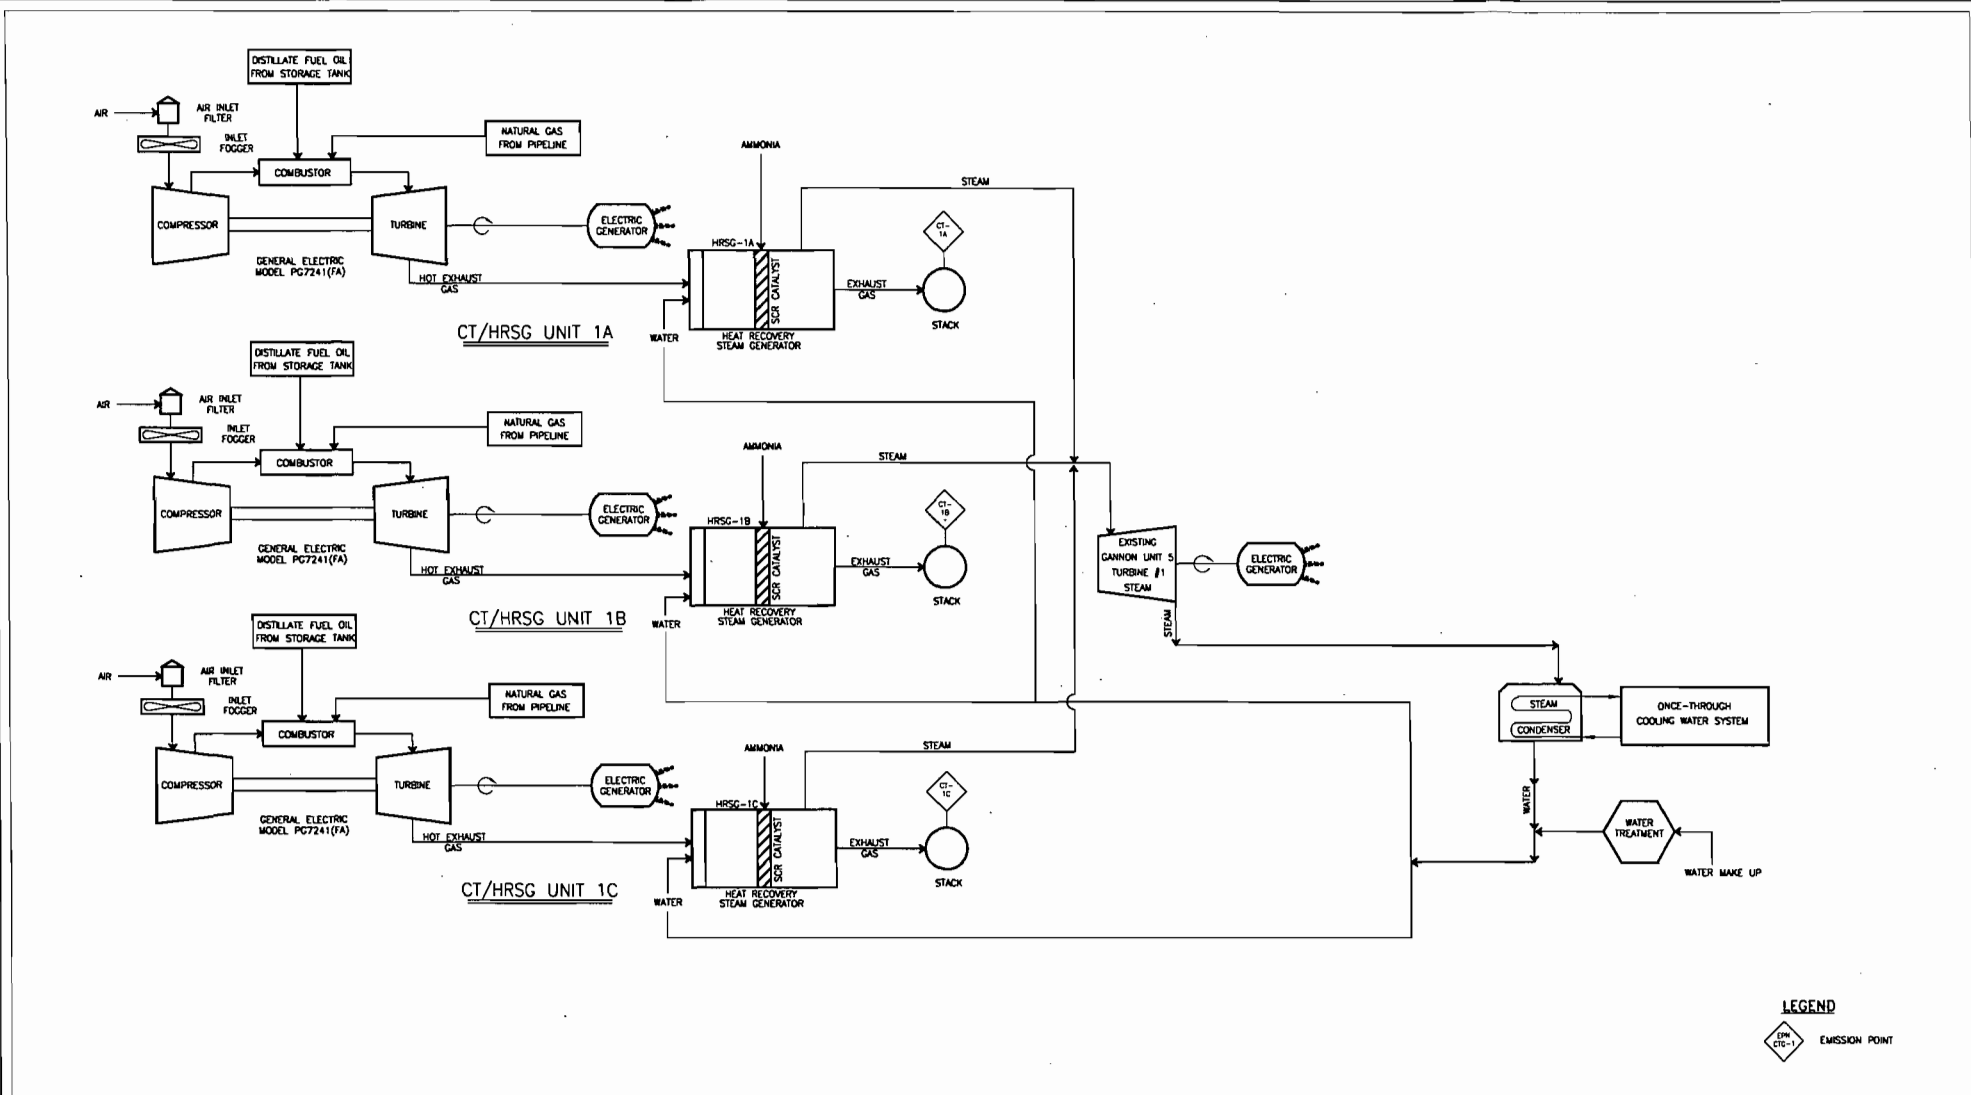 DISTILLATE FUEL OIL
FROM STORAGE TANK
AIR
AIR INLET
FILTER
INLET
FOGGER
NATURAL GAS
FROM PIPELINE
COMBUSTOR
COMPRESSOR
TURBINE
ELECTRIC
GENERATOR
GENERAL ELECTRIC
MODEL PG7241(FA)
HOT EXHAUST
GAS
AMMONIA
STEAM
HRSG-1A
SCR CATALYST
CT-
1A
EXHAUST
GAS
STACK
WATER
HEAT RECOVERY
STEAM GENERATOR
CT/HRSG UNIT 1A
DISTILLATE FUEL OIL
FROM STORAGE TANK
AIR
AIR INLET
FILTER
INLET
FOGGER
NATURAL GAS
FROM PIPELINE
COMBUSTOR
COMPRESSOR
TURBINE
ELECTRIC
GENERATOR
GENERAL ELECTRIC
MODEL PG7241(FA)
HOT EXHAUST
GAS
AMMONIA
STEAM
HRSG-1B
SCR CATALYST
CT-
1B
EXHAUST
GAS
STACK
WATER
HEAT RECOVERY
STEAM GENERATOR
CT/HRSG UNIT 1B
EXISTING
GANNON UNIT 5
TURBINE #1
STEAM
ELECTRIC
GENERATOR
STEAM
DISTILLATE FUEL OIL
FROM STORAGE TANK
AIR
AIR INLET
FILTER
INLET
FOGGER
NATURAL GAS
FROM PIPELINE
COMBUSTOR
COMPRESSOR
TURBINE
ELECTRIC
GENERATOR
GENERAL ELECTRIC
MODEL PG7241(FA)
HOT EXHAUST
GAS
AMMONIA
STEAM
HRSG-1C
SCR CATALYST
CT-
1C
EXHAUST
GAS
STACK
WATER
HEAT RECOVERY
STEAM GENERATOR
CT/HRSG UNIT 1C
STEAM
CONDENSER
ONCE-THROUGH
COOLING WATER SYSTEM
WATER
WATER
TREATMENT
WATER MAKE UP
LEGEND
EPN
CTG-1
EMISSION POINT